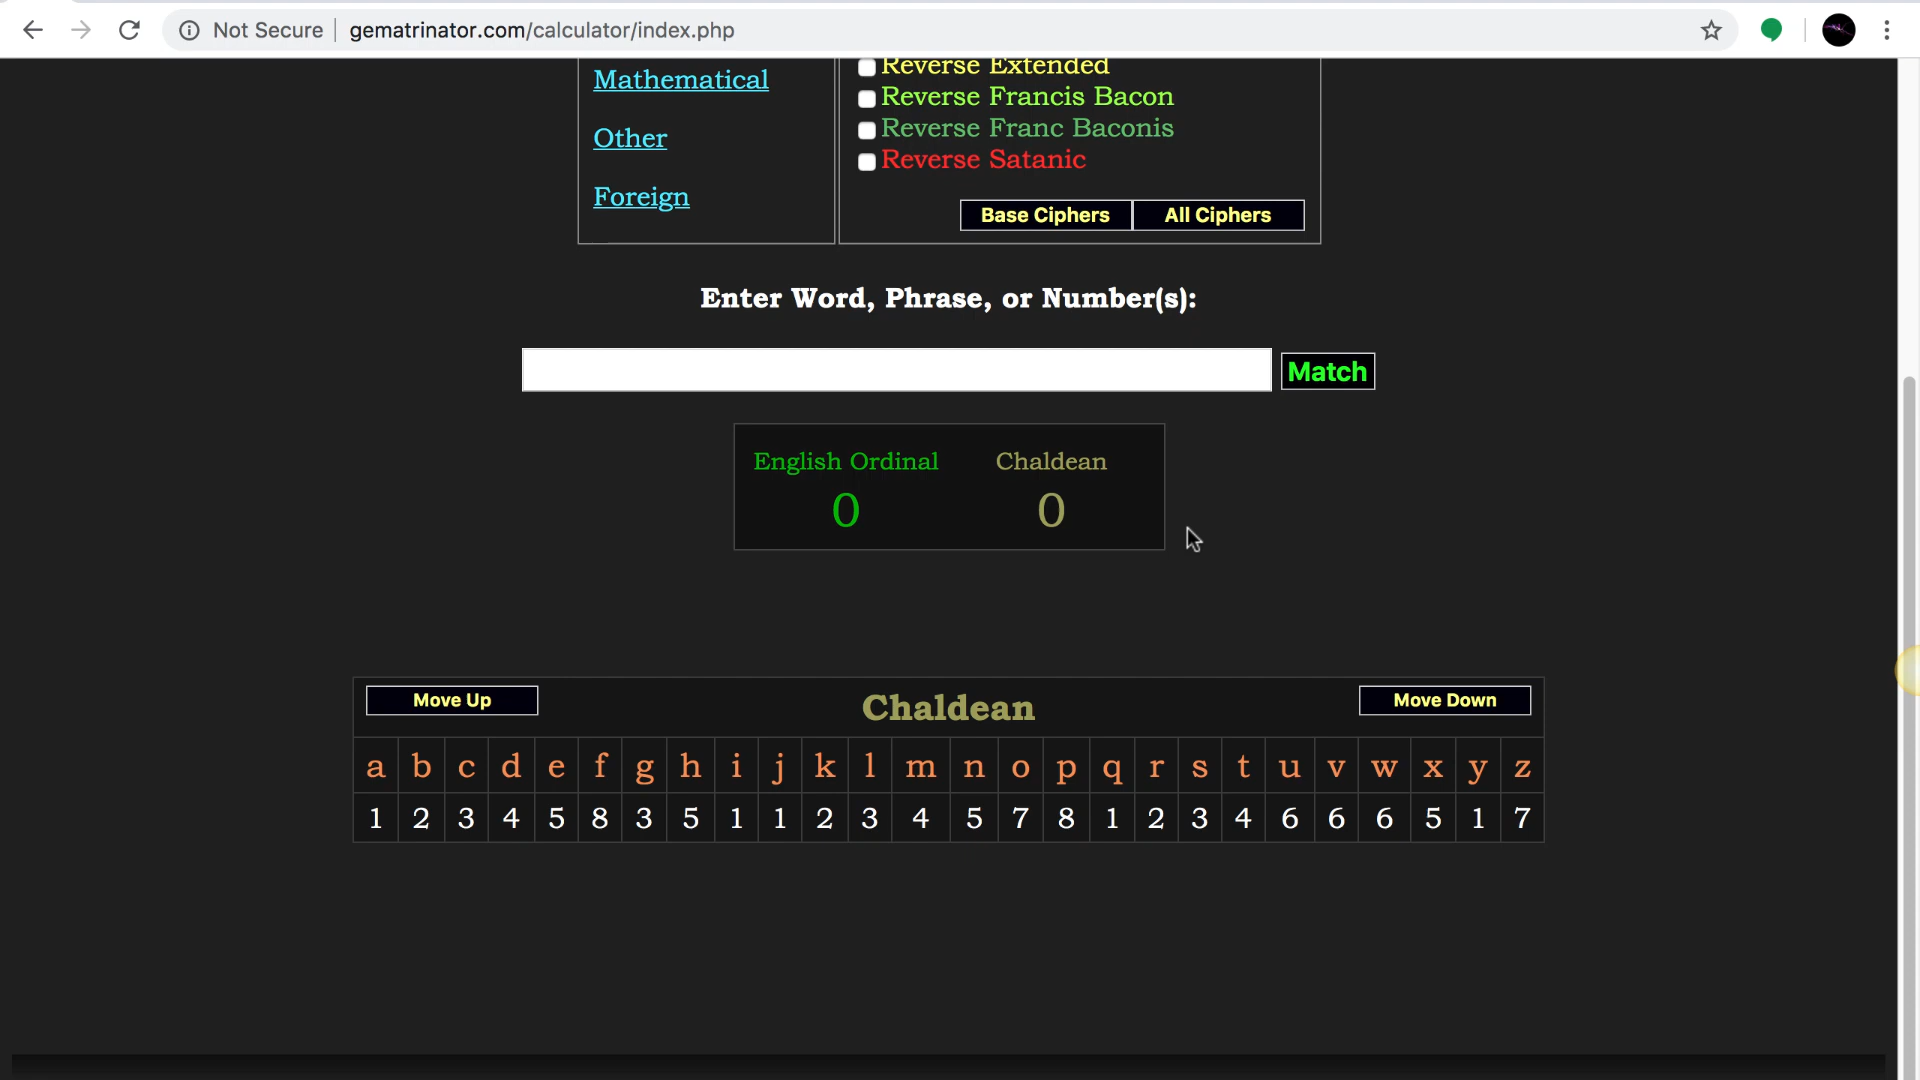 Not Secure gematrinator.com/calculator/index.php
Mathematical
Other
Foreign
Reverse Extended
Reverse Francis Bacon
Reverse Franc Baconis
Reverse Satanic
Base Ciphers All Ciphers
Enter Word, Phrase, or Number(s):
Match
English Ordinal Chaldean
0 0
Move Up Chaldean Move Down
a b c d e f g h i j k l m n o p q r s t u v w x y z
1 2 3 4 5 8 3 5 1 1 2 3 4 5 7 8 1 2 3 4 6 6 6 5 1 7